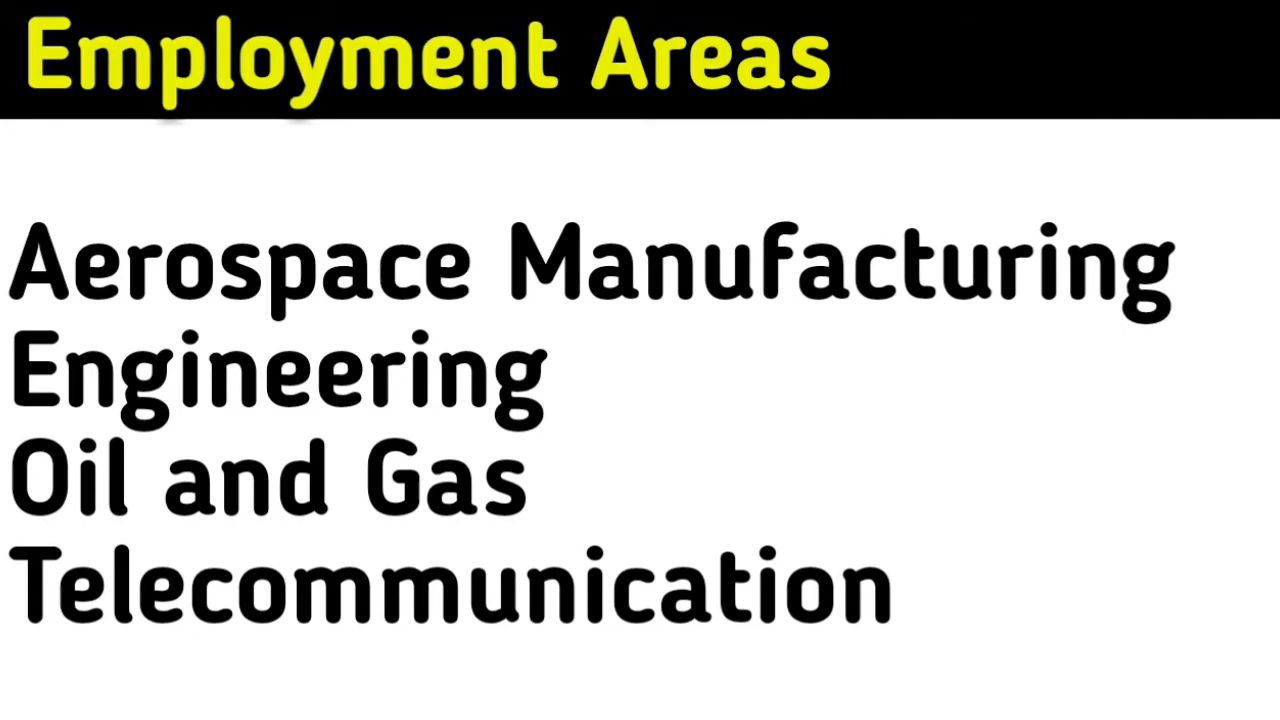 Employment Areas
Aerospace Manufacturing
Engineering
Oil and Gas
Telecommunication